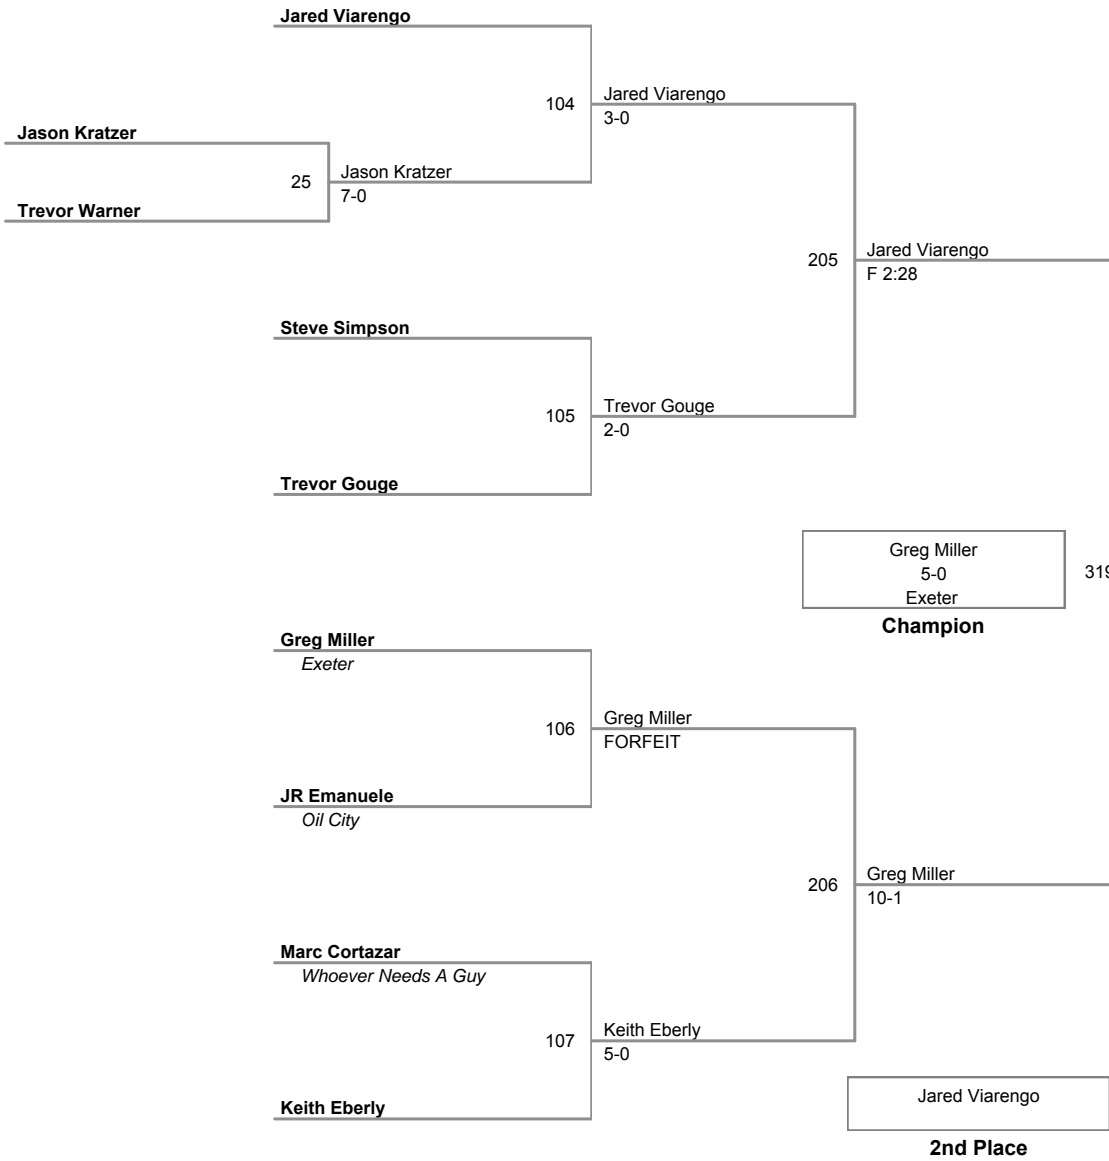 Jared Viarengo
104
Jared Viarengo
3-0
Jason Kratzer
25
Jason Kratzer
7-0
Trevor Warner
205
Jared Viarengo
F 2:28
Steve Simpson
105
Trevor Gouge
2-0
Trevor Gouge
Greg Miller
5-0
Exeter
319
Champion
Greg Miller
Exeter
106
Greg Miller
FORFEIT
JR Emanuele
Oil City
206
Greg Miller
10-1
Marc Cortazar
Whoever Needs A Guy
107
Keith Eberly
5-0
Keith Eberly
Jared Viarengo
2nd Place